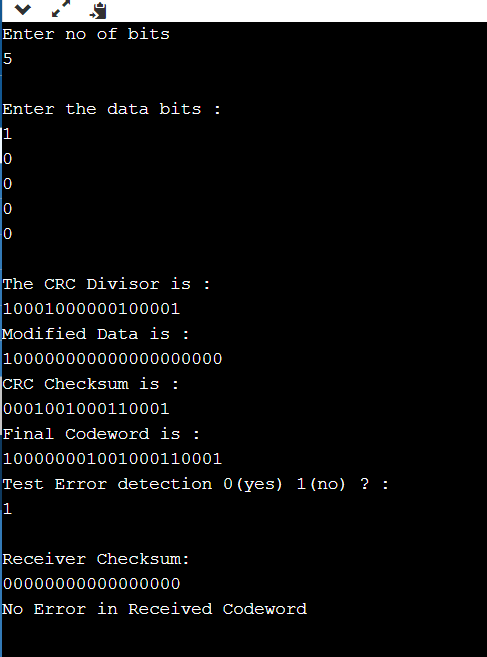 Enter no of bits
5
Enter the data bits :
1
0
0
0
0
The CRC Divisor is :
10001000000100001
Modified Data is :
100000000000000000000
CRC Checksum is :
0001001000110001
Final Codeword is :
100000001001000110001
Test Error detection 0(yes) 1(no) ? :
1
Receiver Checksum:
00000000000000000
No Error in Received Codeword